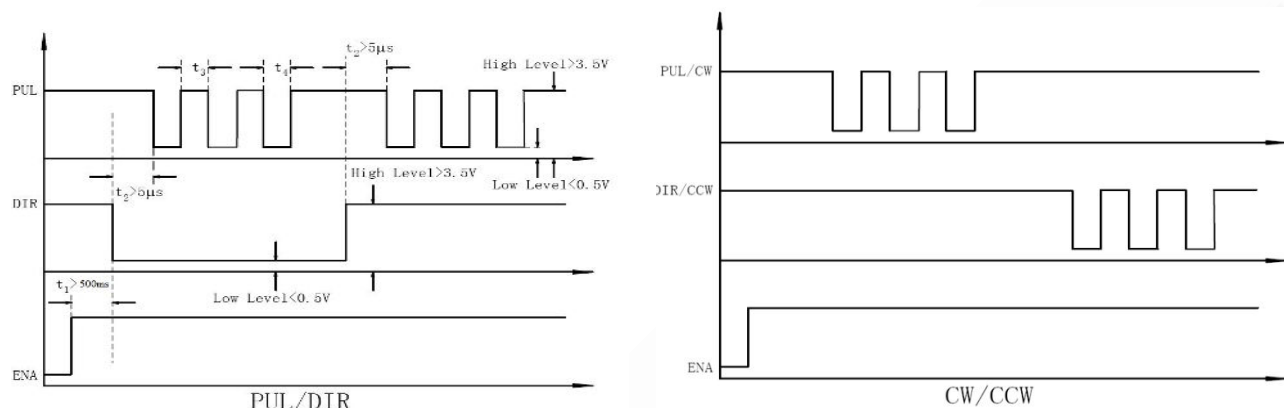 t2>5μs
t3
t4
High Level>3.5V
PUL
t2>5μs
High Level>3.5V
Low Level<0.5V
DIR
t1>500ms
Low Level<0.5V
ENA
PUL/DIR
PUL/CW
DIR/CCW
ENA
CW/CCW